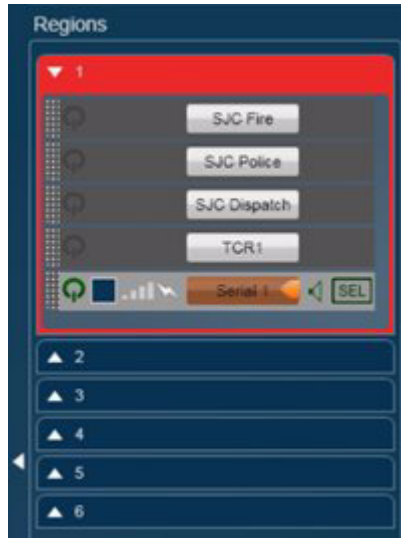 Regions
1
SJC Fire
SJC Police
SJC Dispatch
TCR1
Serial 1
SEL
2
3
4
5
6